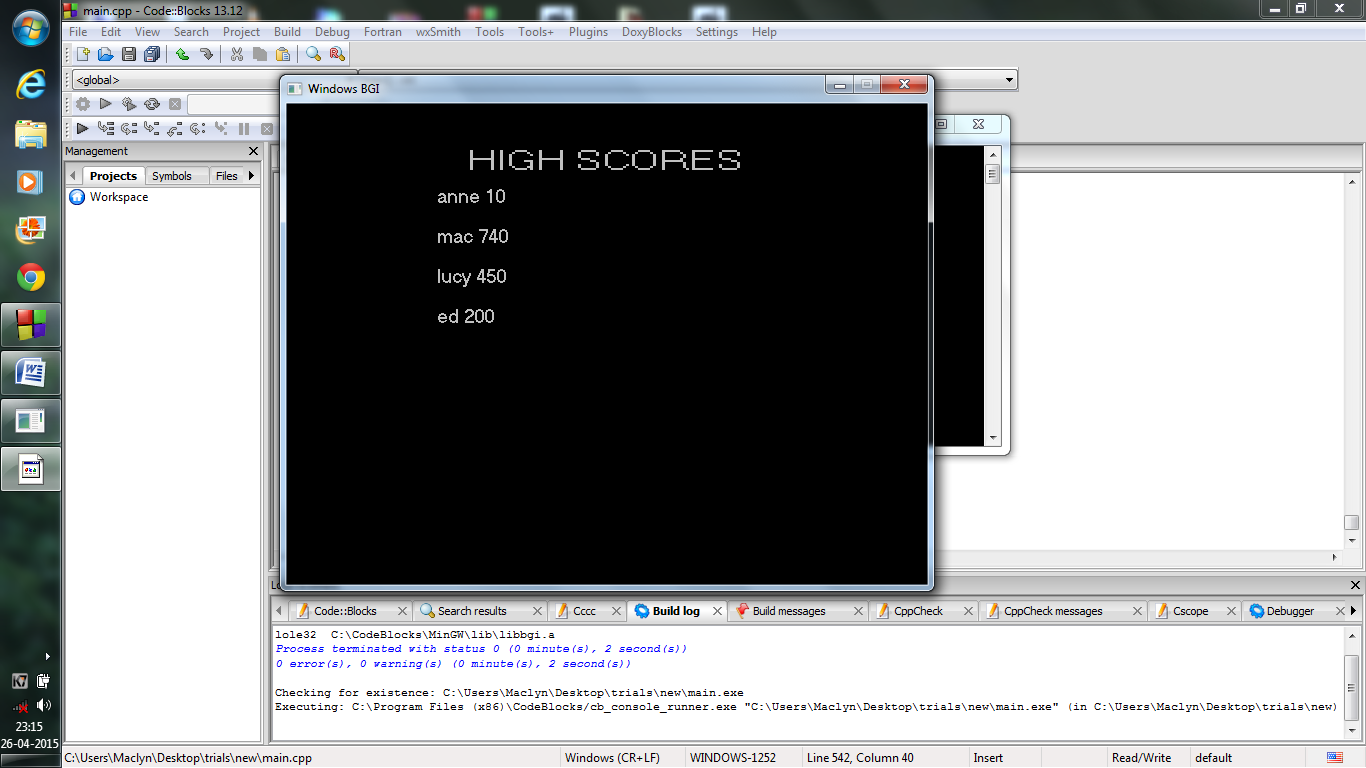 main.cpp - Code::Blocks 13.12
File Edit View Search Project Build Debug Fortran wxSmith Tools Tools+ Plugins DoxyBlocks Settings Help
<global>
Windows BGI
Management
Projects Symbols Files
Workspace
HIGH SCORES
anne 10
mac 740
lucy 450
ed 200
Code::Blocks Search results Cccc Build log Build messages CppCheck CppCheck messages Cscope Debugger
lole32 C:\CodeBlocks\MinGW\lib\libbgi.a
Process terminated with status 0 (0 minute(s), 2 second(s))
0 error(s), 0 warning(s) (0 minute(s), 2 second(s))
Checking for existence: C:\Users\Maclyn\Desktop\trials\new\main.exe
Executing: C:\Program Files (x86)\CodeBlocks/cb_console_runner.exe "C:\Users\Maclyn\Desktop\trials\new\main.exe" (in C:\Users\Maclyn\Desktop\trials\new)
23:15
26-04-2015
C:\Users\Maclyn\Desktop\trials\new\main.cpp Windows (CR+LF) WINDOWS-1252 Line 542, Column 40 Insert Read/Write default